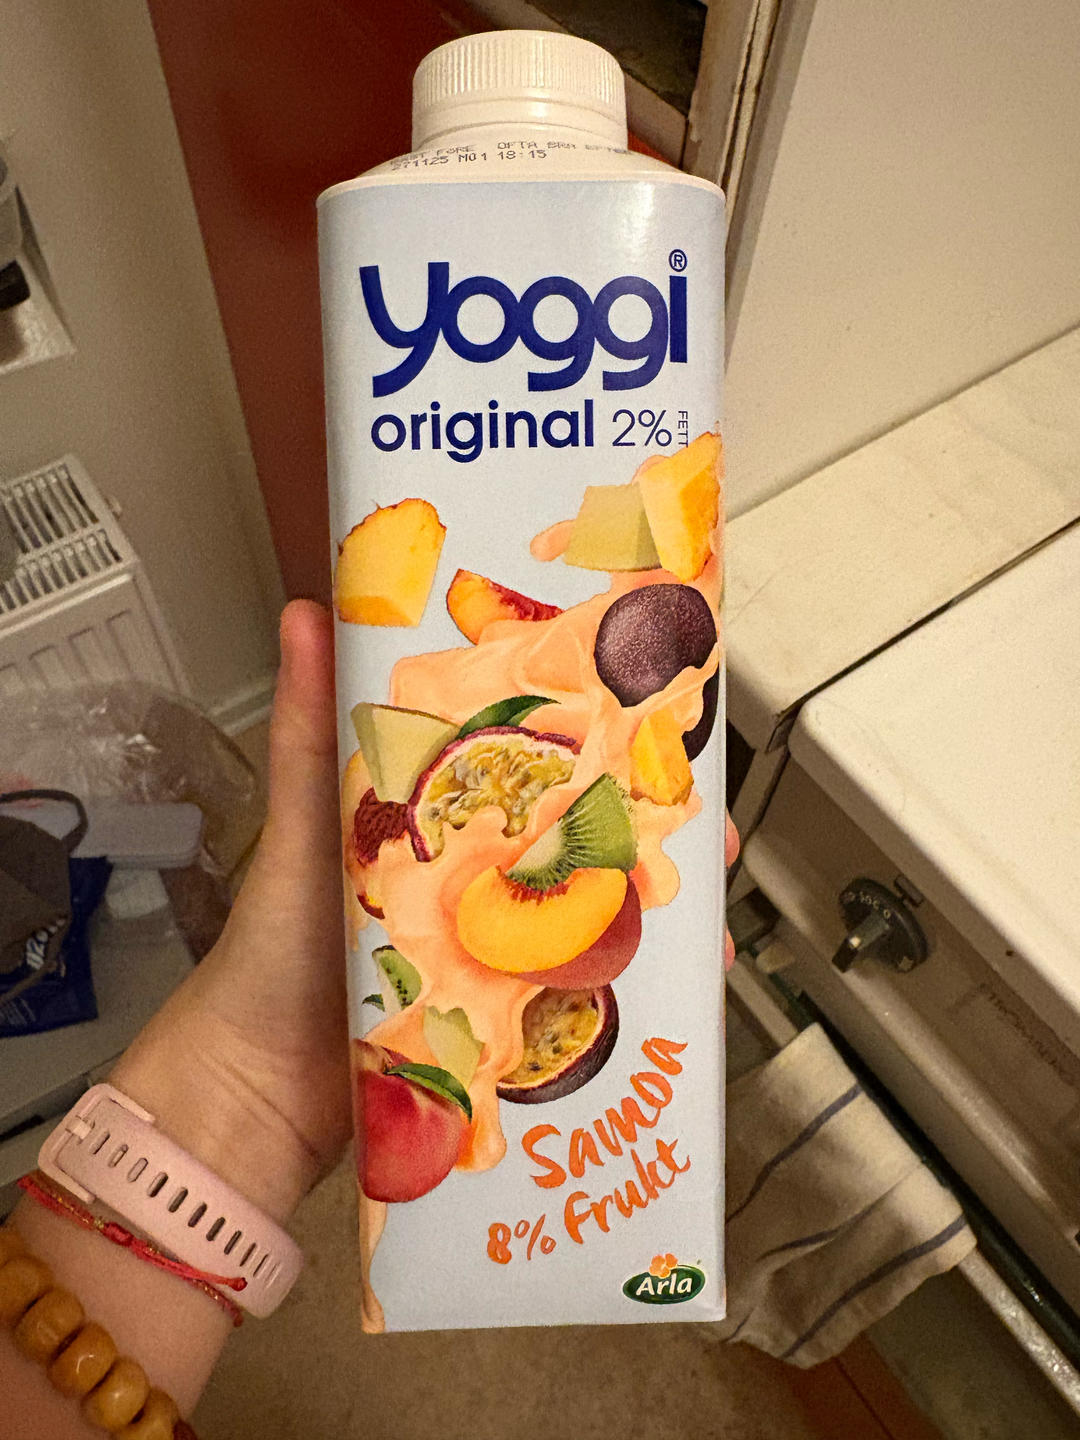 BÄST FÖRE OFTA BRA EFTER
271125 M01 18:15
yoggi®
original 2% FETT
Samoa
8% frukt
Arla